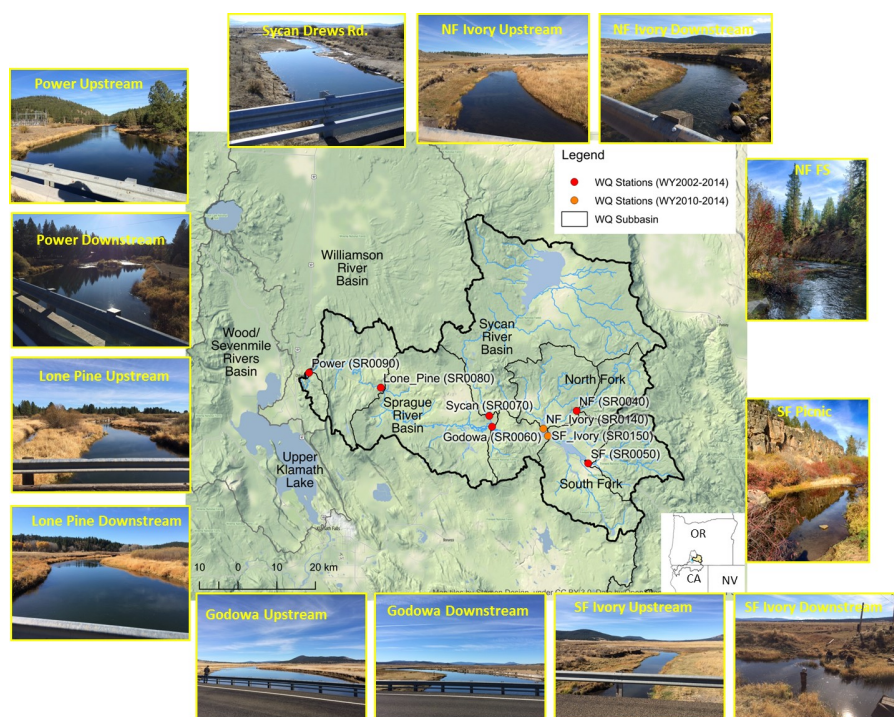 Sycan Drews Rd.
NF Ivory Upstream
NF Ivory Downstream
Power Upstream
Legend
WQ Stations (WY2002-2014)
WQ Stations (WY2010-2014)
WQ Subbasin
NF FS
Power Downstream
Williamson
River
Basin
Wood/
Sevenmile
Rivers
Basin
Sycan
River
Basin
Lone Pine Upstream
Power (SR0090)
Lone_Pine (SR0080)
Sprague
River
Basin
North Fork
NF (SR0040)
Sycan (SR0070)
NF_Ivory (SR0140)
Godowa (SR0060)
SF_Ivory (SR0150)
SF (SR0050)
South Fork
SF Picnic
Upper
Klamath
Lake
Lone Pine Downstream
OR
CA
NV
10 0 10 20 km
Godowa Upstream
Godowa Downstream
SF Ivory Upstream
SF Ivory Downstream